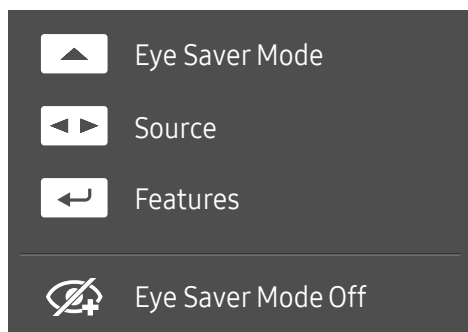 Eye Saver Mode
Source
Features
Eye Saver Mode Off